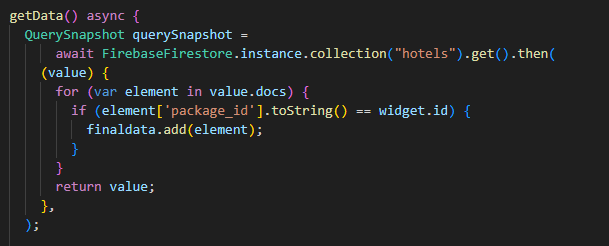 getData() async {
  QuerySnapshot querySnapshot =
      await FirebaseFirestore.instance.collection("hotels").get().then(
    (value) {
      for (var element in value.docs) {
        if (element['package_id'].toString() == widget.id) {
          finaldata.add(element);
        }
      }
      return value;
    },
  );